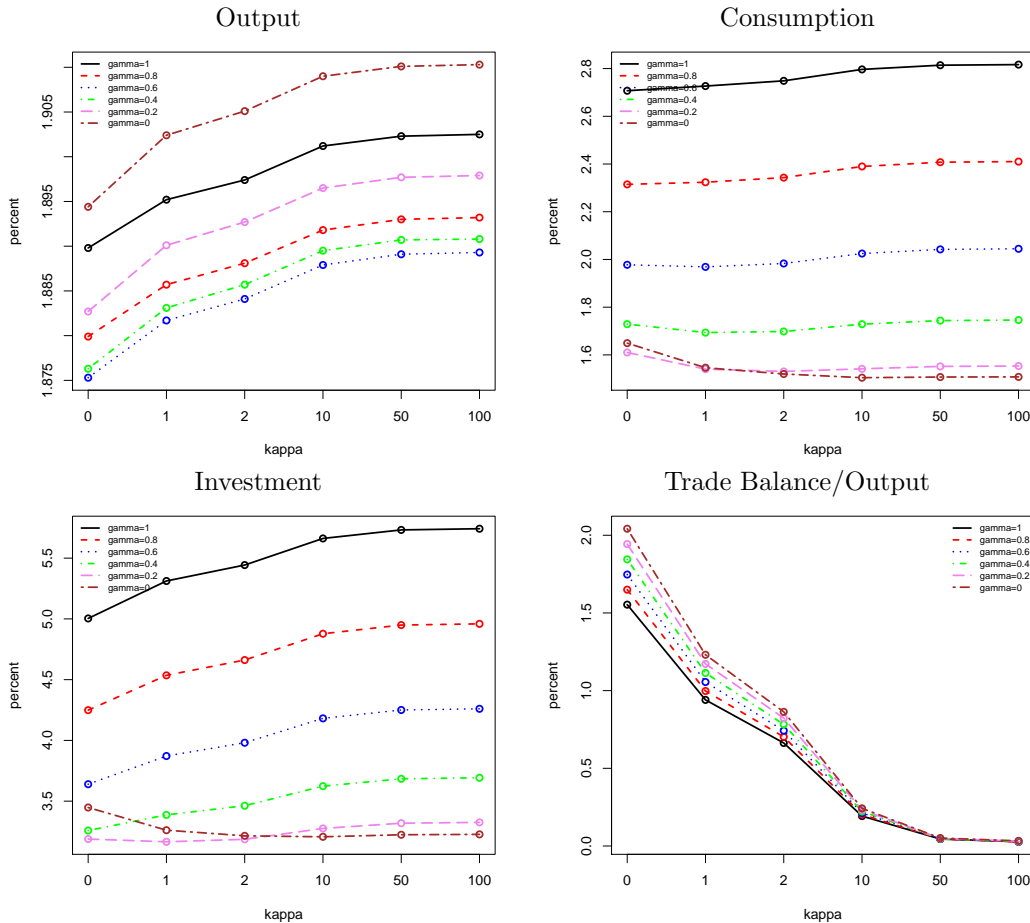 Output
gamma=1
gamma=0.8
gamma=0.6
gamma=0.4
gamma=0.2
gamma=0
percent
1.875
1.885
1.895
1.905
0 1 2 10 50 100
kappa
Consumption
gamma=1
gamma=0.8
gamma=0.6
gamma=0.4
gamma=0.2
gamma=0
percent
1.6
1.8
2.0
2.2
2.4
2.6
2.8
0 1 2 10 50 100
kappa
Investment
gamma=1
gamma=0.8
gamma=0.6
gamma=0.4
gamma=0.2
gamma=0
percent
3.5
4.0
4.5
5.0
5.5
0 1 2 10 50 100
kappa
Trade Balance/Output
gamma=1
gamma=0.8
gamma=0.6
gamma=0.4
gamma=0.2
gamma=0
percent
0.0
0.5
1.0
1.5
2.0
0 1 2 10 50 100
kappa